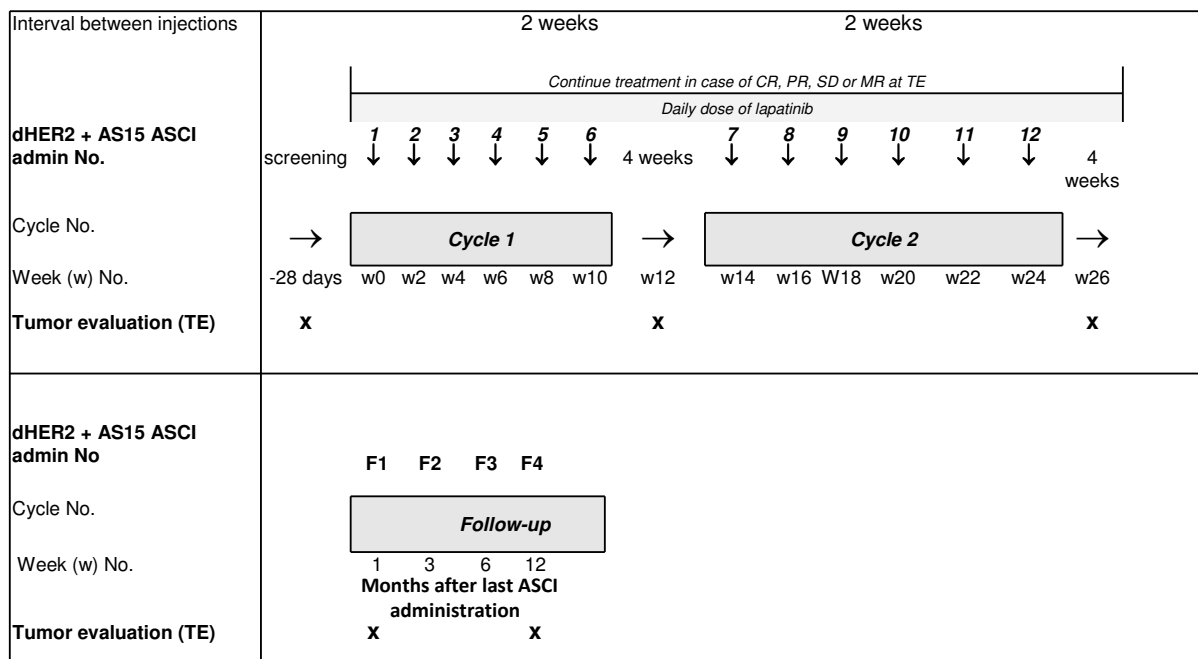 Interval between injections 2 weeks 2 weeks
Continue treatment in case of CR, PR, SD or MR at TE
Daily dose of lapatinib
dHER2 + AS15 ASCI
admin No.
1 2 3 4 5 6 7 8 9 10 11 12
screening ↓ ↓ ↓ ↓ ↓ ↓ 4 weeks ↓ ↓ ↓ ↓ ↓ ↓ 4
weeks
Cycle No.
→ Cycle 1 → Cycle 2 →
Week (w) No. -28 days w0 w2 w4 w6 w8 w10 w12 w14 w16 W18 w20 w22 w24 w26
Tumor evaluation (TE) x x x
dHER2 + AS15 ASCI
admin No
F1 F2 F3 F4
Cycle No.
Follow-up
Week (w) No. 1 3 6 12
Months after last ASCI
administration
Tumor evaluation (TE) x x